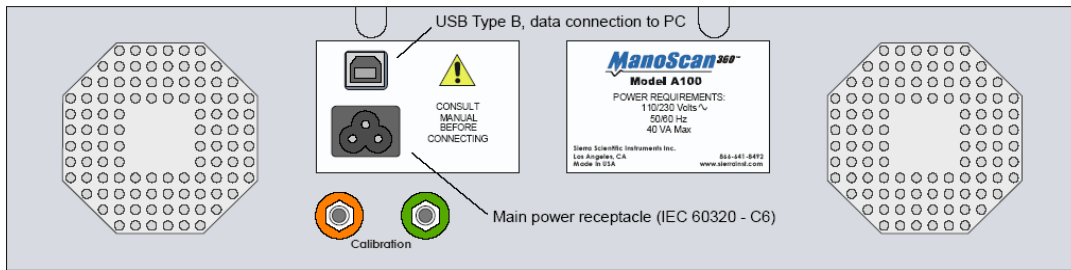 USB Type B, data connection to PC
CONSULT
MANUAL
BEFORE
CONNECTING
ManoScan 360™
Model A100
POWER REQUIREMENTS:
110/230 Volts∿
50/60 Hz
40 VA Max
Sierra Scientific Instruments Inc.
Los Angeles, CA 866-641-8492
Made in USA www.sierrainst.com
Main power receptacle (IEC 60320 - C6)
Calibration